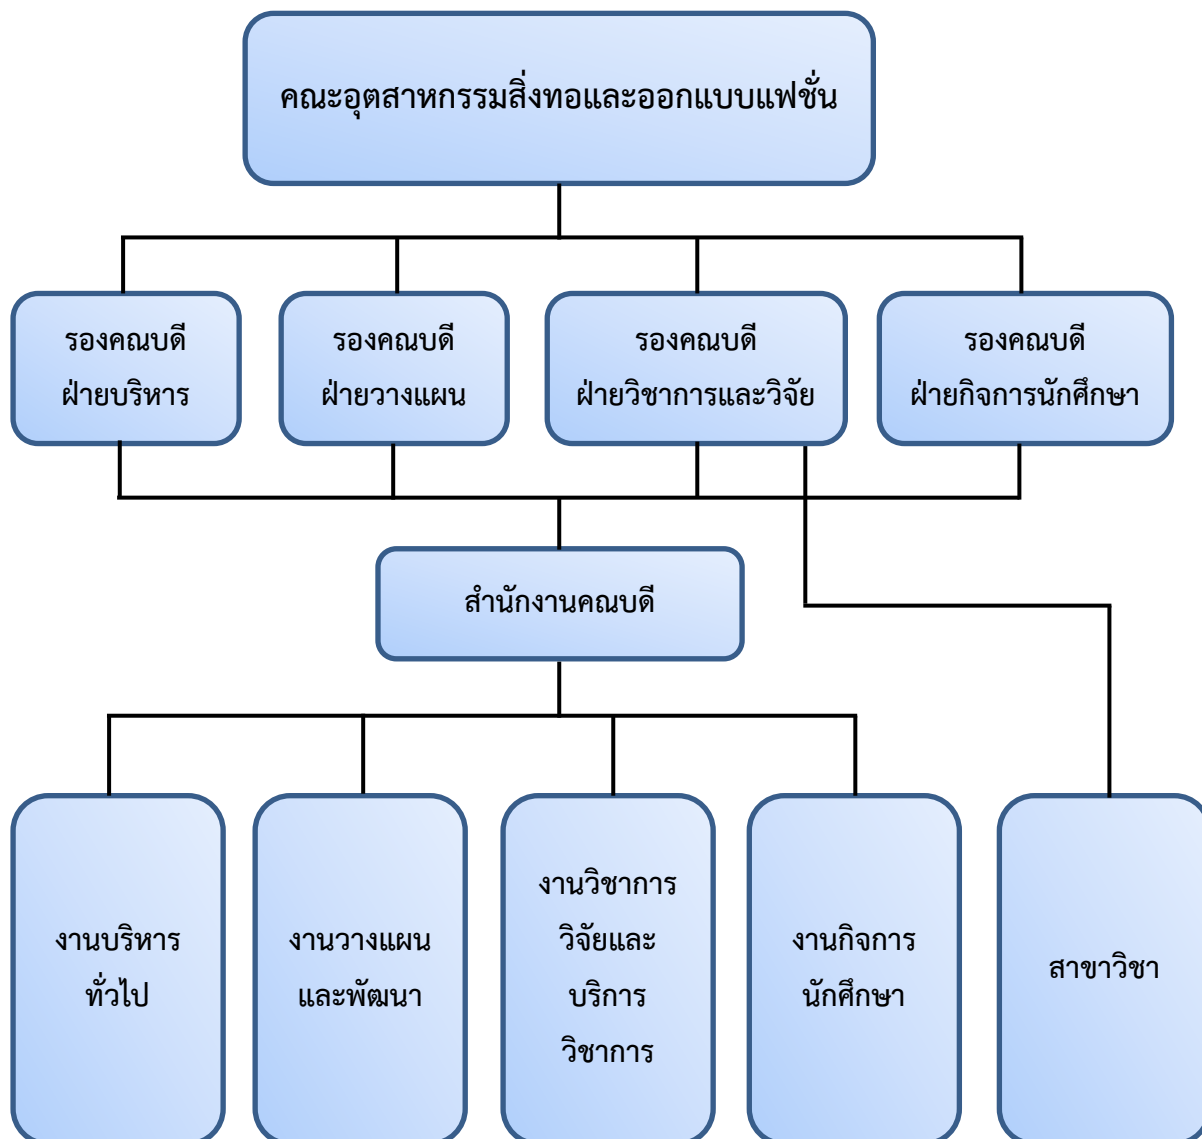 คณะอุตสาหกรรมสิ่งทอและออกแบบแฟชั่น
รองคณบดี
ฝ่ายบริหาร
รองคณบดี
ฝ่ายวางแผน
รองคณบดี
ฝ่ายวิชาการและวิจัย
รองคณบดี
ฝ่ายกิจการนักศึกษา
สำนักงานคณบดี
งานบริหาร
ทั่วไป
งานวางแผน
และพัฒนา
งานวิชาการ
วิจัยและ
บริการ
วิชาการ
งานกิจการ
นักศึกษา
สาขาวิชา